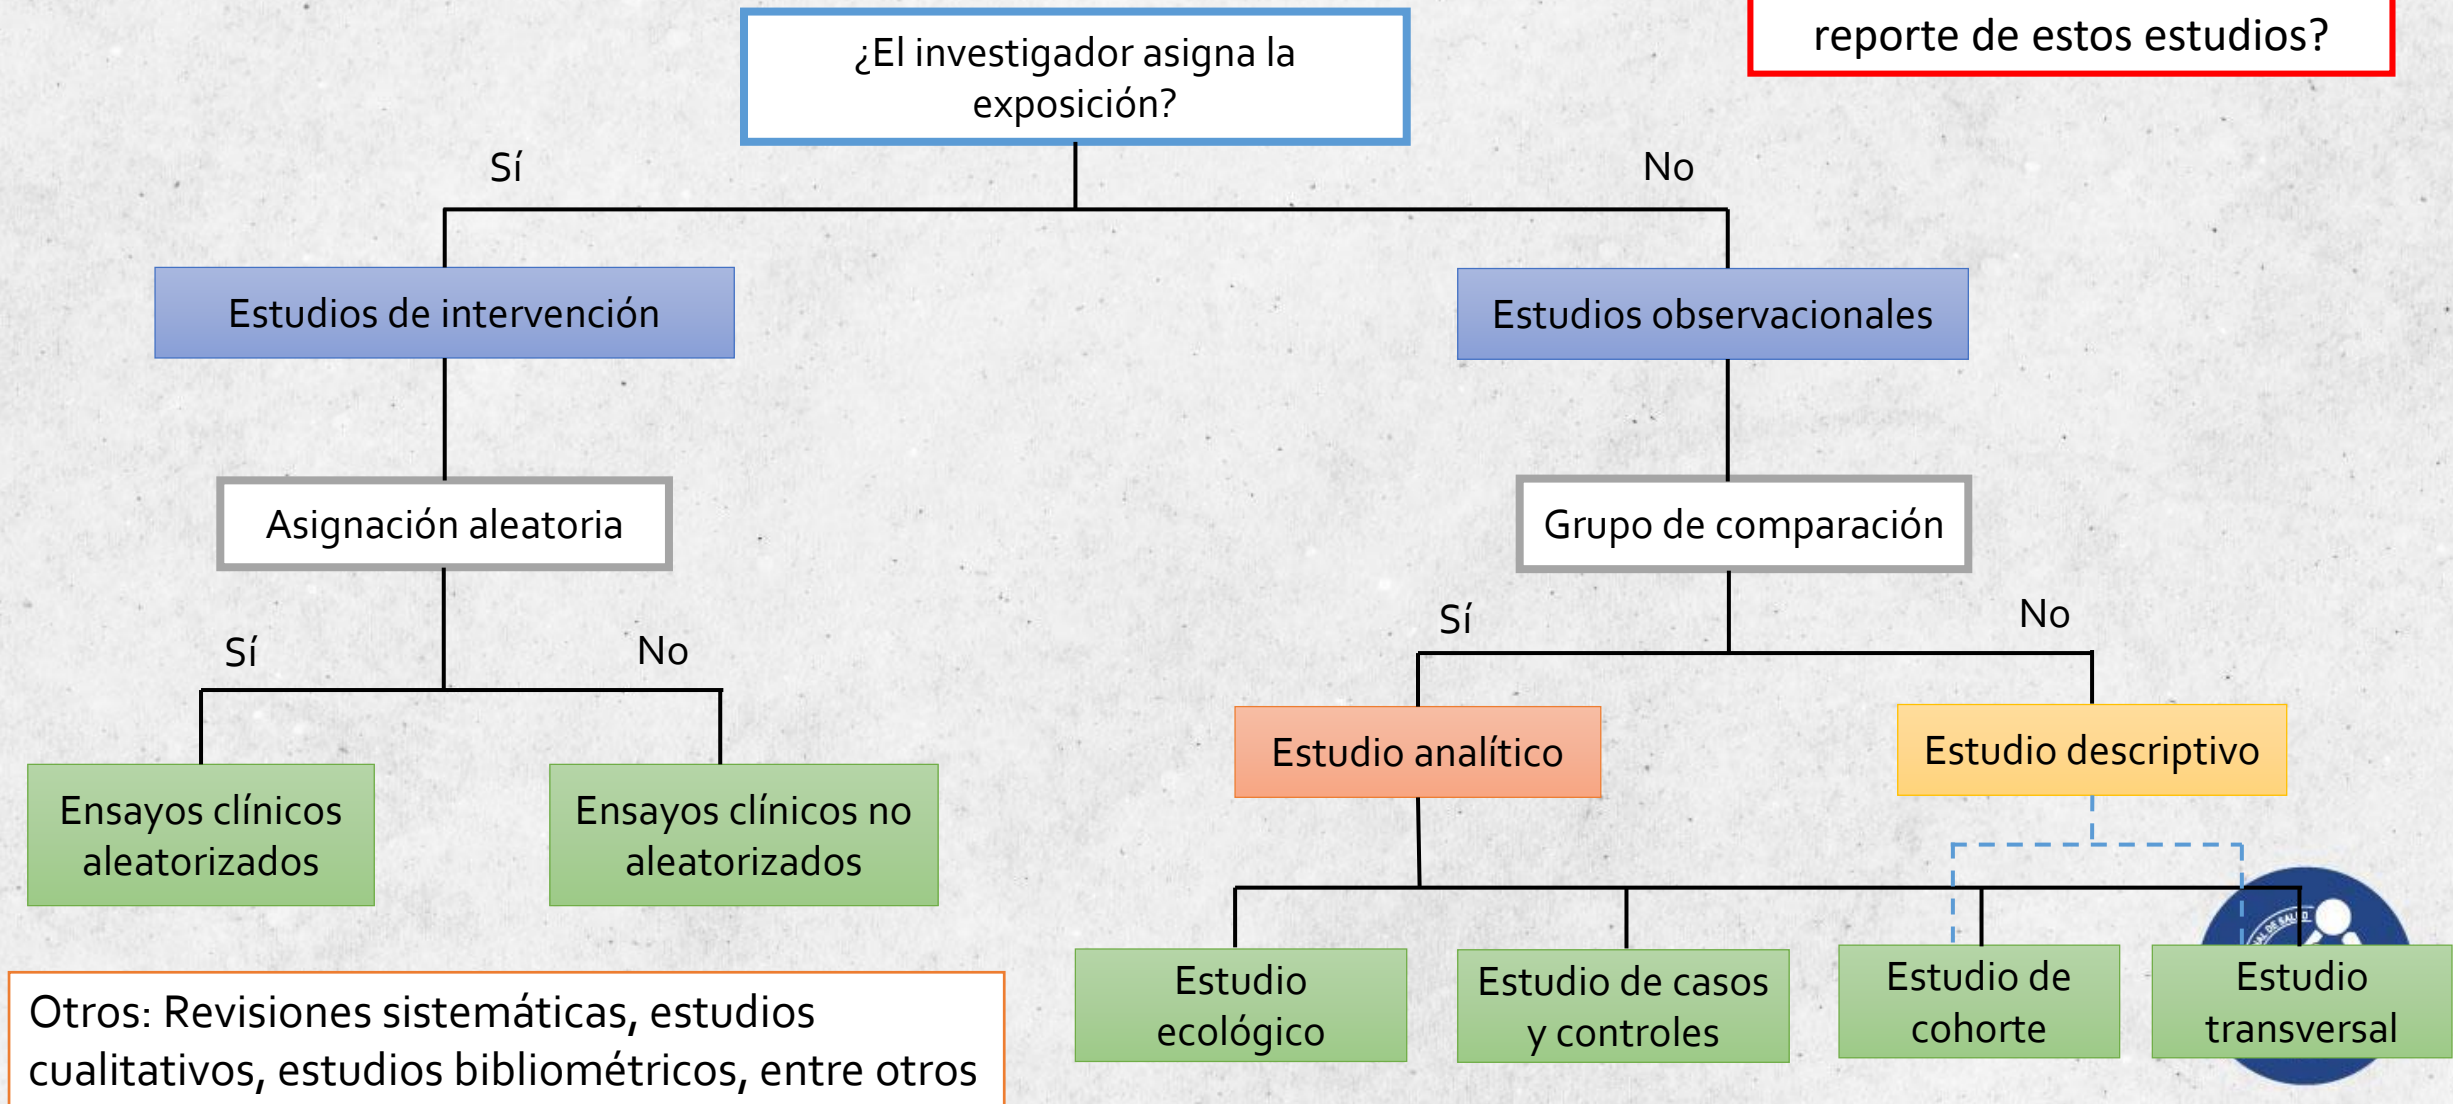 reporte de estos estudios?
¿El investigador asigna la
exposición?
Sí
No
Estudios de intervención
Estudios observacionales
Asignación aleatoria
Grupo de comparación
Sí
No
Sí
No
Estudio analítico
Estudio descriptivo
Ensayos clínicos
aleatorizados
Ensayos clínicos no
aleatorizados
Estudio
ecológico
Estudio de casos
y controles
Estudio de
cohorte
Estudio
transversal
Otros: Revisiones sistemáticas, estudios
cualitativos, estudios bibliométricos, entre otros
DE SALUD